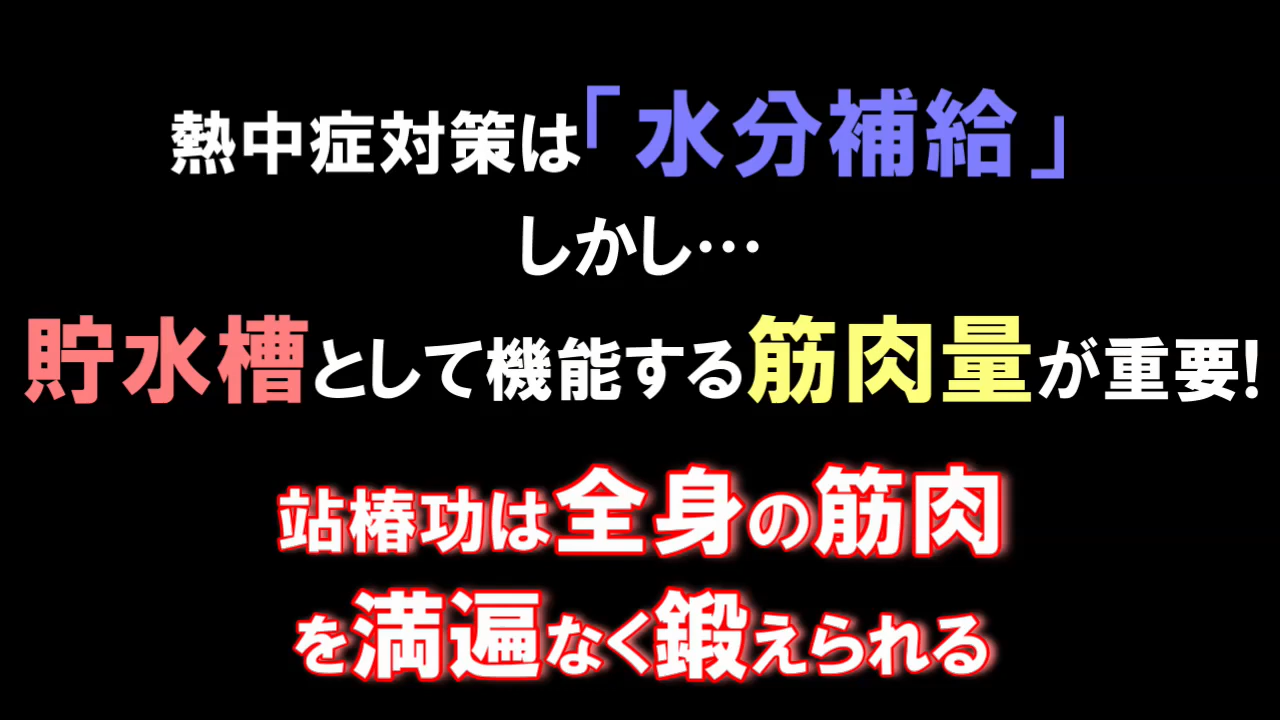 熱中症対策は「水分補給」
しかし…
貯水槽として機能する筋肉量が重要!
站椿功は全身の筋肉
を満遍なく鍛えられる